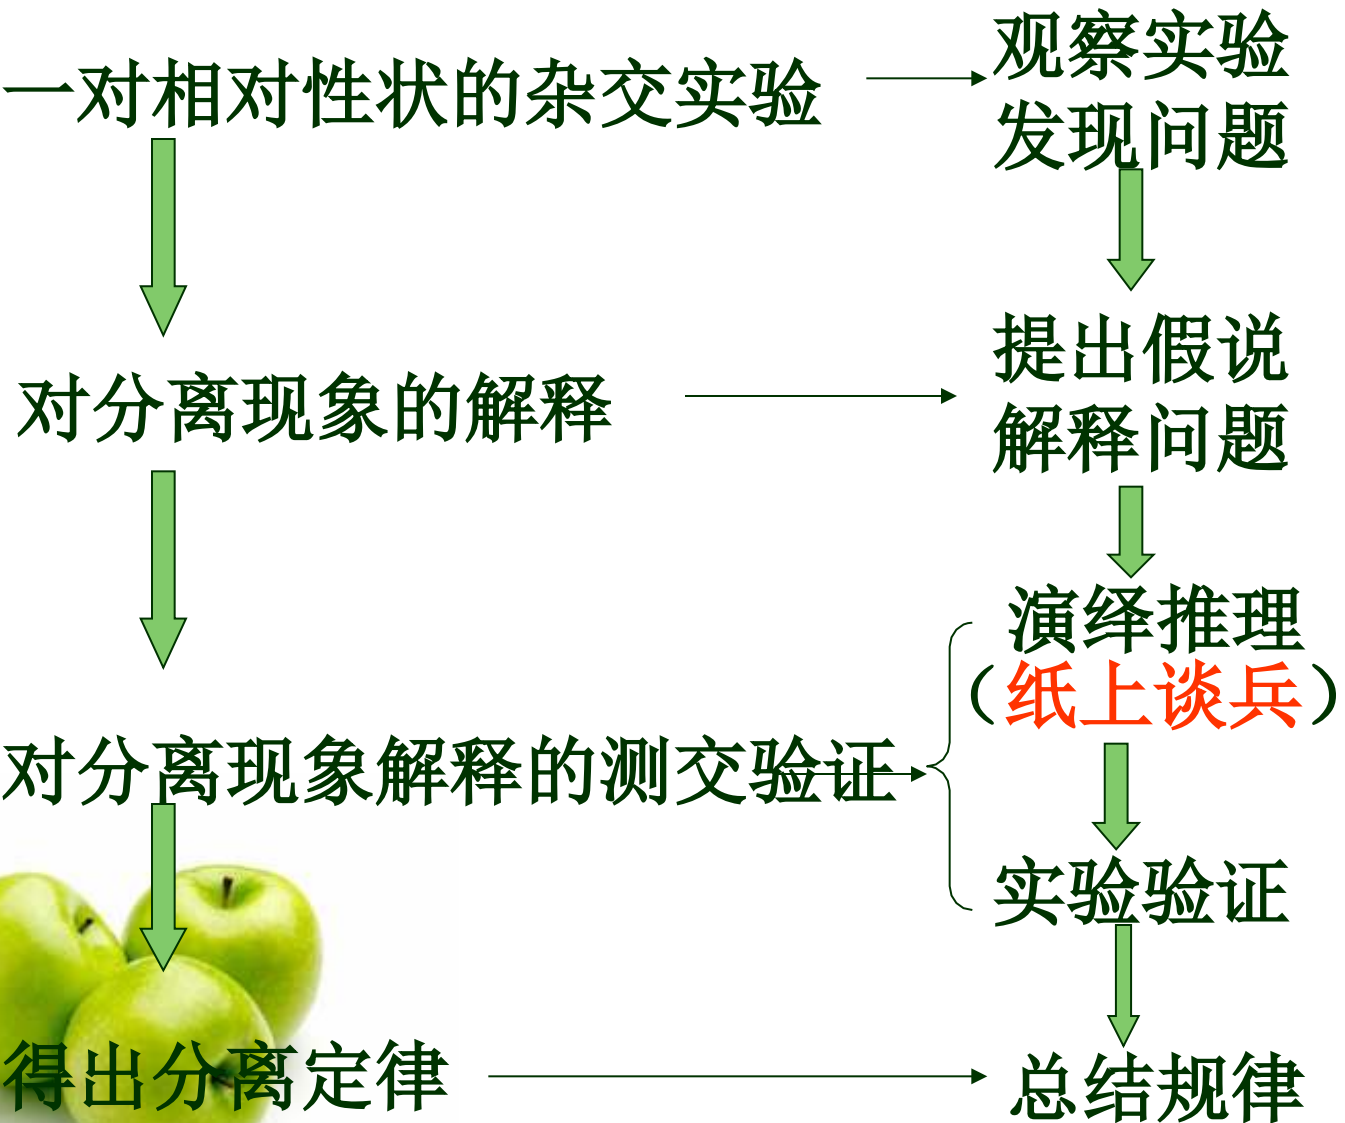 一对相对性状的杂交实验
观察实验
发现问题
对分离现象的解释
提出假说
解释问题
对分离现象解释的测交验证
演绎推理
（纸上谈兵）
实验验证
得出分离定律
总结规律